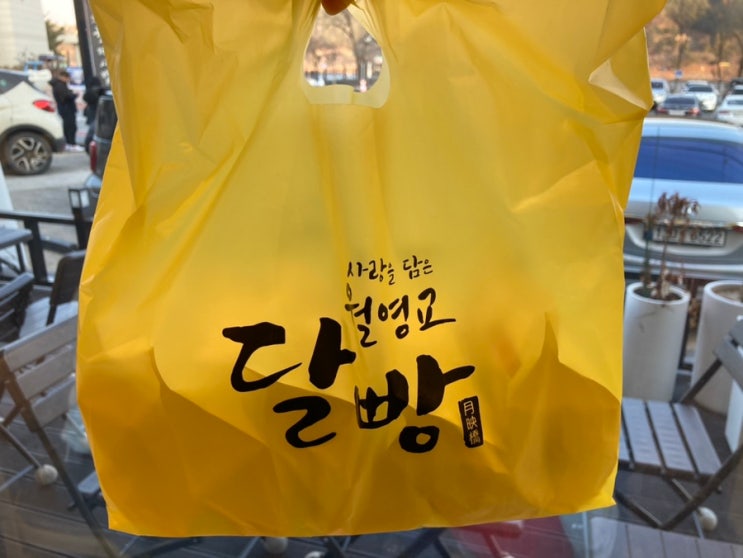 사랑을 담은
월영교
달빵
月映橋